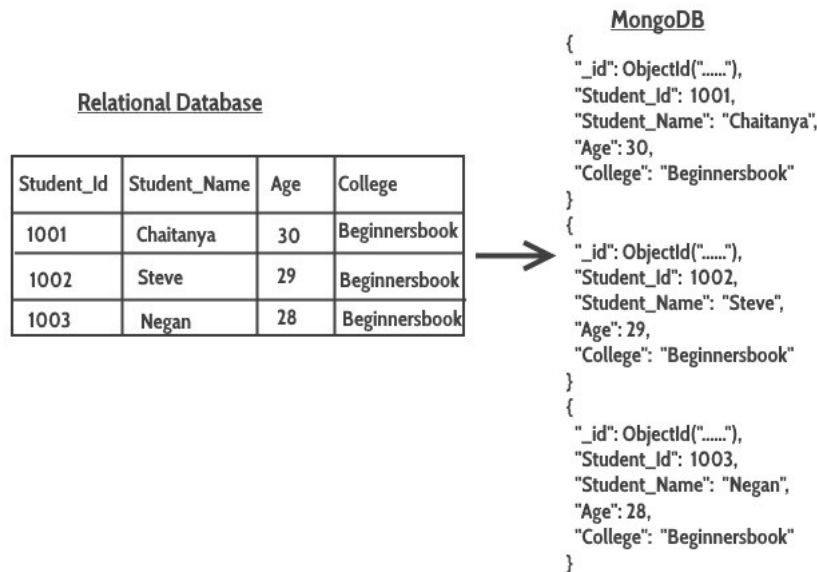 Relational Database
Student_Id Student_Name Age College
1001 Chaitanya 30 Beginnersbook
1002 Steve 29 Beginnersbook
1003 Negan 28 Beginnersbook
MongoDB
{
"_id": ObjectId("......"),
"Student_Id": 1001,
"Student_Name": "Chaitanya",
"Age": 30,
"College": "Beginnersbook"
}
{
"_id": ObjectId("......"),
"Student_Id": 1002,
"Student_Name": "Steve",
"Age": 29,
"College": "Beginnersbook"
}
{
"_id": ObjectId("......"),
"Student_Id": 1003,
"Student_Name": "Negan",
"Age": 28,
"College": "Beginnersbook"
}